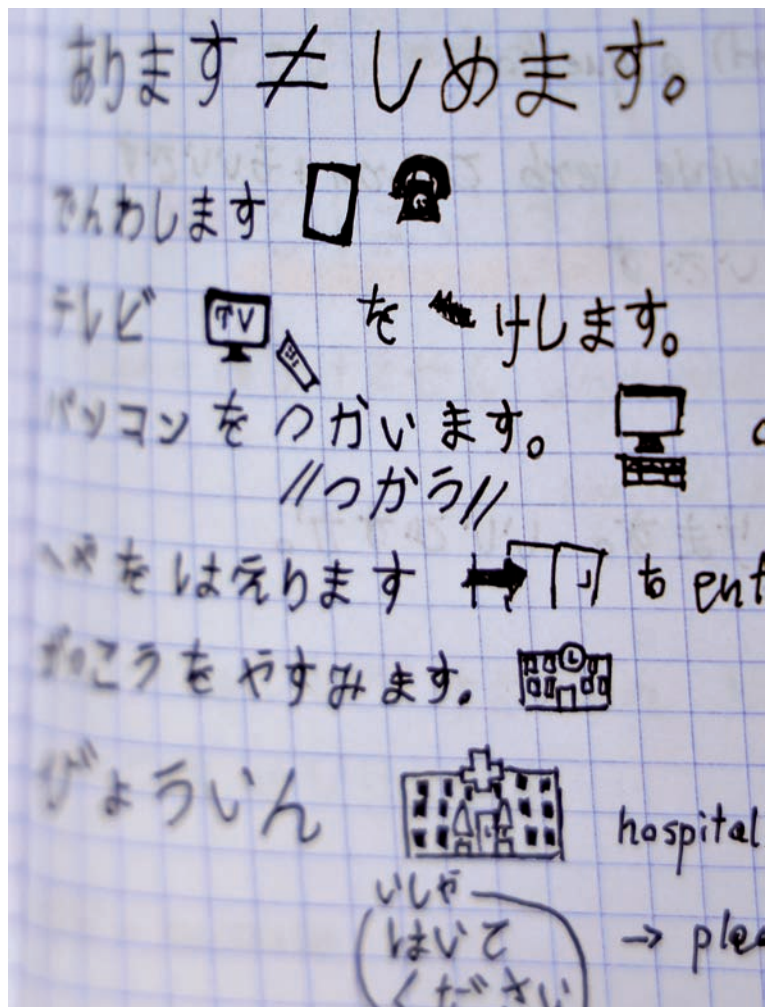 あります ≠ しめます。
でんわします
テレビ TV を けします。
パソコンをつかいます。
//つかう//
へやをはえります to ent
がっこうをやすみます.
びょういん hospital
いしゃ
はいて → plea
ください